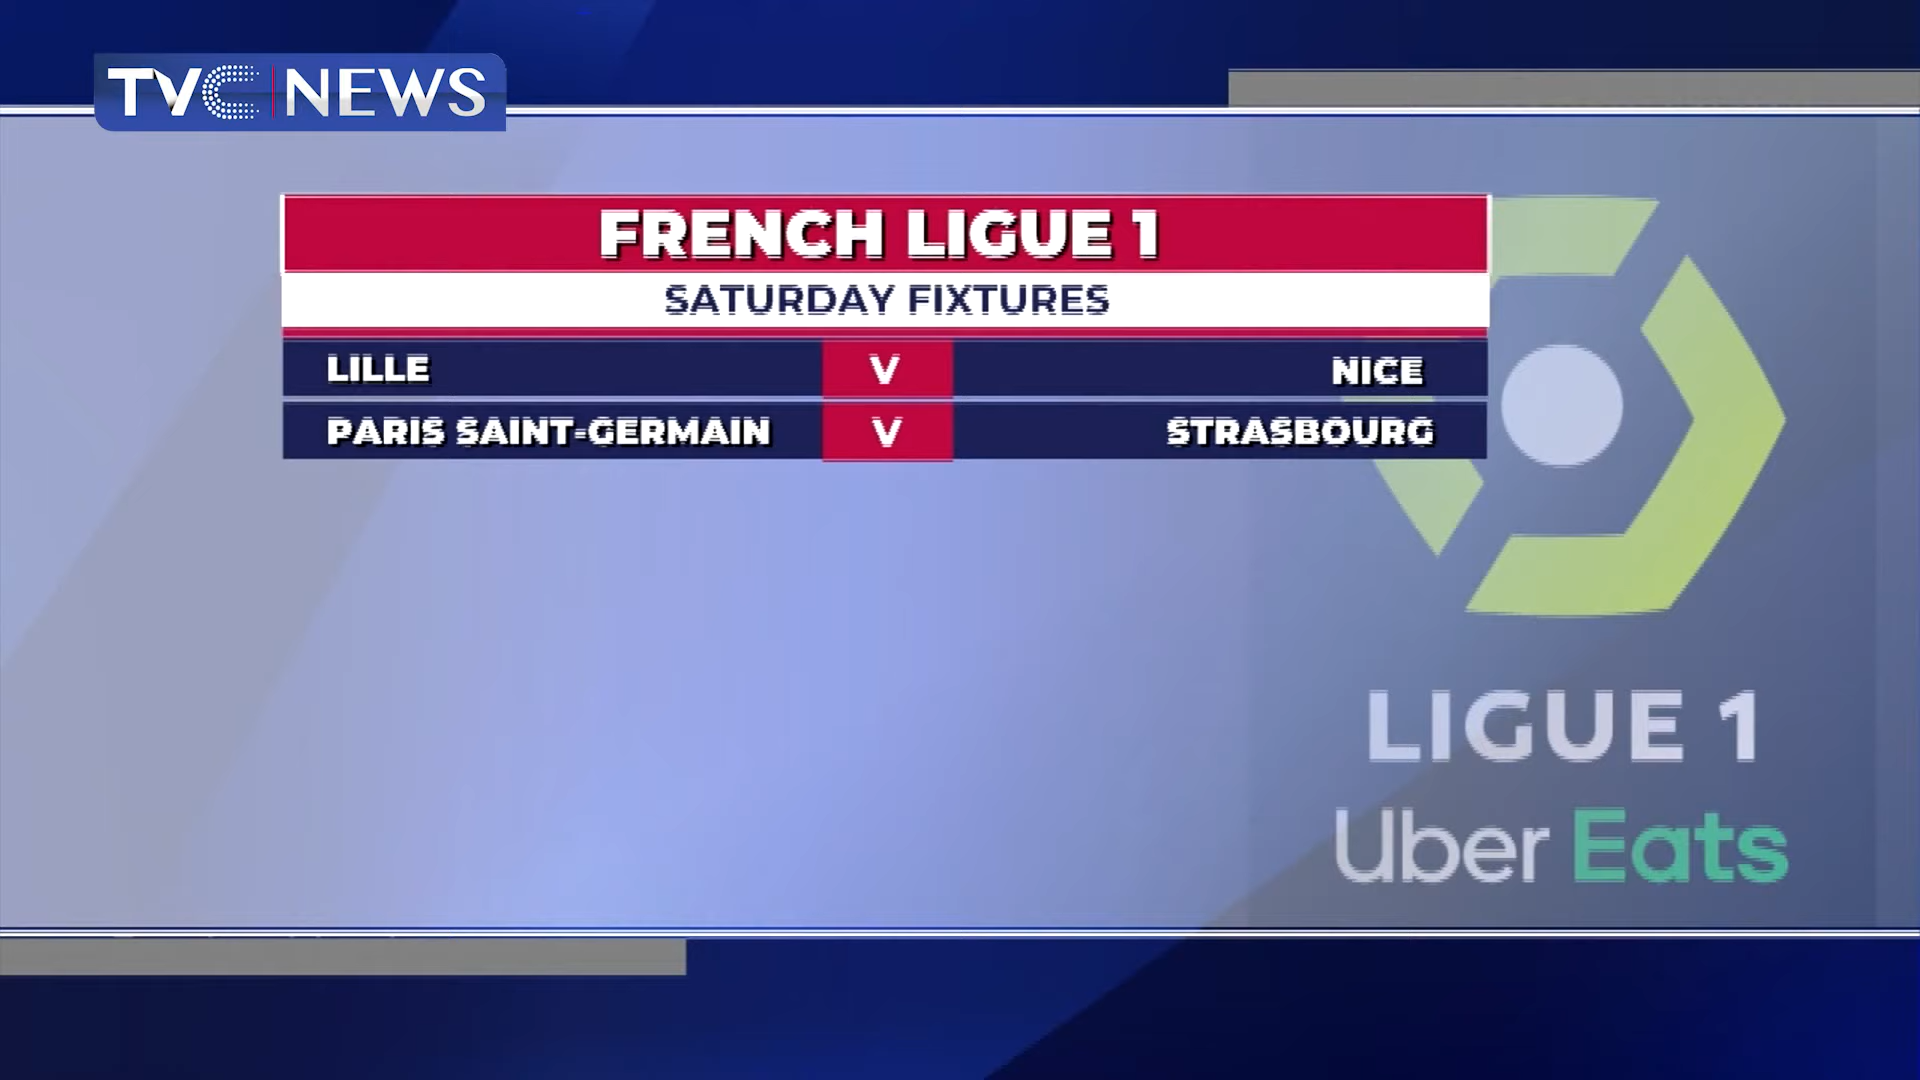 TVC NEWS
FRENCH LIGUE 1
SATURDAY FIXTURES
LILLE V NICE
PARIS SAINT-GERMAIN V STRASBOURG
LIGUE 1
Uber Eats